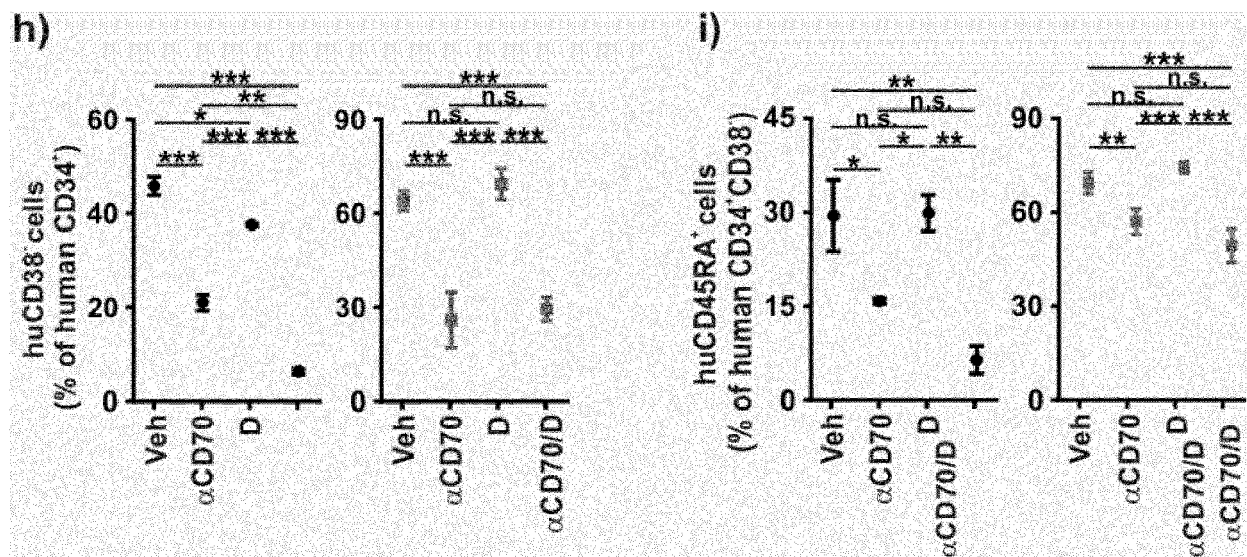 h)
huCD38⁻ cells
(% of human CD34⁺)
60
40
20
0
***
**
*
*** ***
***
Veh
αCD70
D
90
60
30
0
***
n.s.
n.s.
*** ***
***
Veh
αCD70
D
αCD70/D
i)
huCD45RA⁺ cells
(% of human CD34⁺CD38⁻)
45
30
15
0
**
n.s.
n.s.
* **
*
Veh
αCD70
D
αCD70/D
90
60
30
0
***
n.s.
n.s.
*** ***
**
Veh
αCD70
D
αCD70/D
αCD70/D